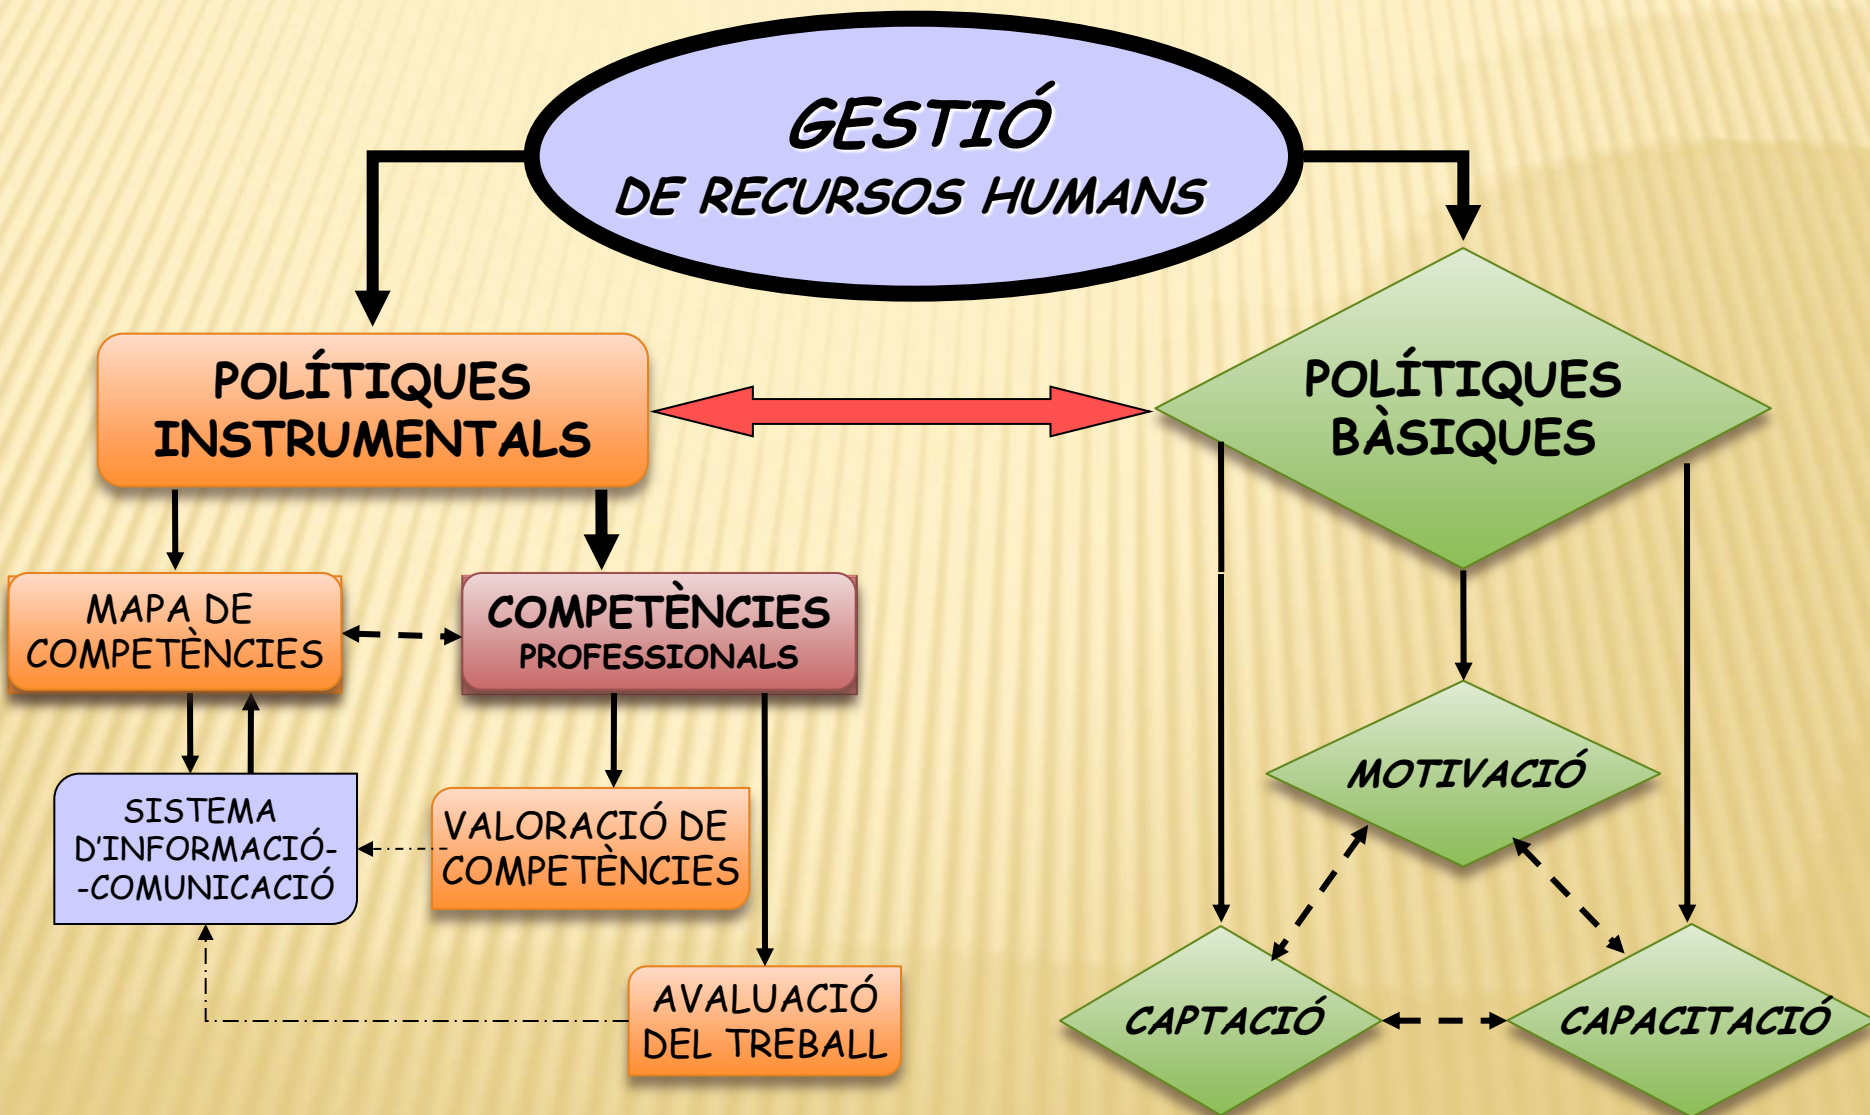 GESTIÓ
DE RECURSOS HUMANS
POLÍTIQUES
INSTRUMENTALS
POLÍTIQUES
BÀSIQUES
MAPA DE
COMPETÈNCIES
COMPETÈNCIES
PROFESSIONALS
MOTIVACIÓ
SISTEMA
D'INFORMACIÓ-
-COMUNICACIÓ
VALORACIÓ DE
COMPETÈNCIES
AVALUACIÓ
DEL TREBALL
CAPTACIÓ
CAPACITACIÓ